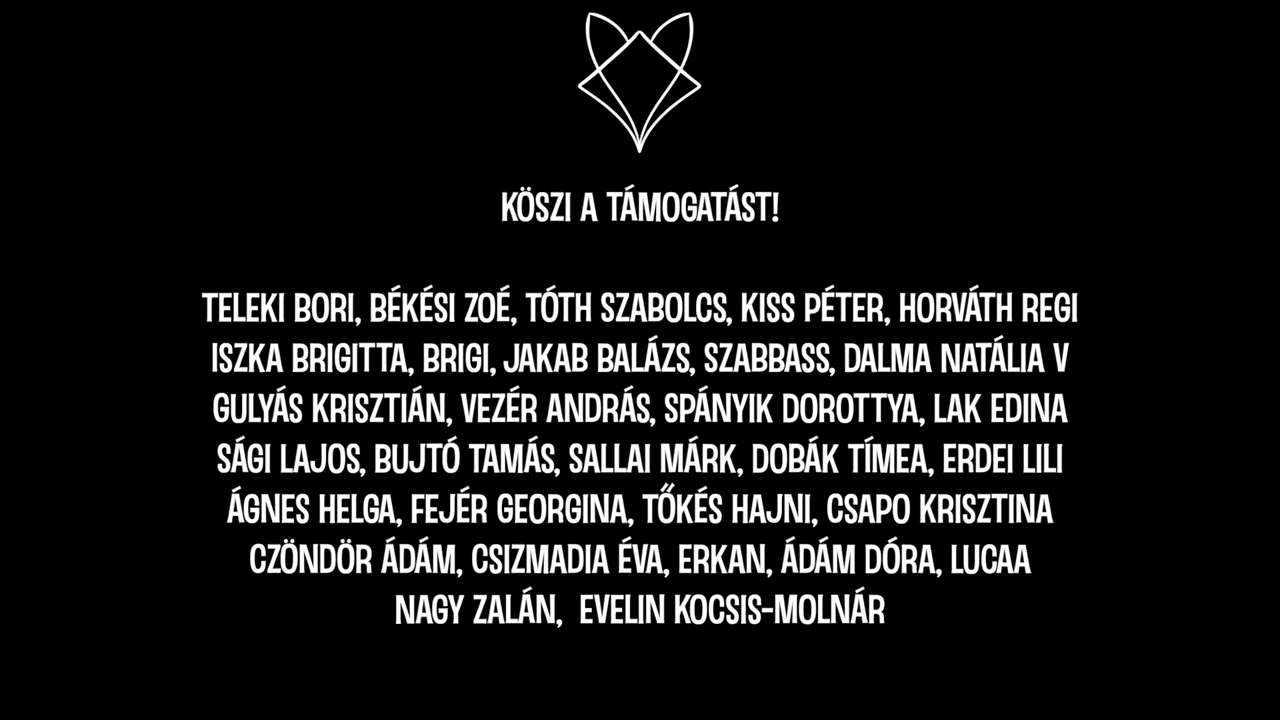 KÖSZI A TÁMOGATÁST!
TELEKI BORI, BÉKÉSI ZOÉ, TÓTH SZABOLCS, KISS PÉTER, HORVÁTH REGI
ISZKA BRIGITTA, BRIGI, JAKAB BALÁZS, SZABBASS, DALMA NATÁLIA V
GULYÁS KRISZTIÁN, VEZÉR ANDRÁS, SPÁNYIK DOROTTYA, LAK EDINA
SÁGI LAJOS, BUJTÓ TAMÁS, SALLAI MÁRK, DOBÁK TÍMEA, ERDEI LILI
ÁGNES HELGA, FEJÉR GEORGINA, TŐKÉS HAJNI, CSAPO KRISZTINA
CZÖNDÖR ÁDÁM, CSIZMADIA ÉVA, ERKAN, ÁDÁM DÓRA, LUCAA
NAGY ZALÁN,  EVELIN KOCSIS-MOLNÁR